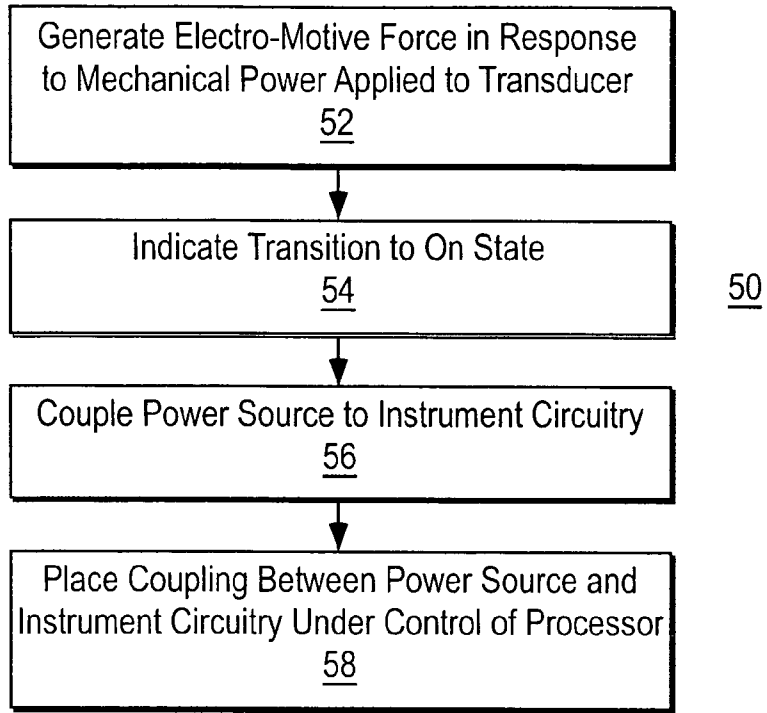 Generate Electro-Motive Force in Response
to Mechanical Power Applied to Transducer
52
Indicate Transition to On State
54
50
Couple Power Source to Instrument Circuitry
56
Place Coupling Between Power Source and
Instrument Circuitry Under Control of Processor
58